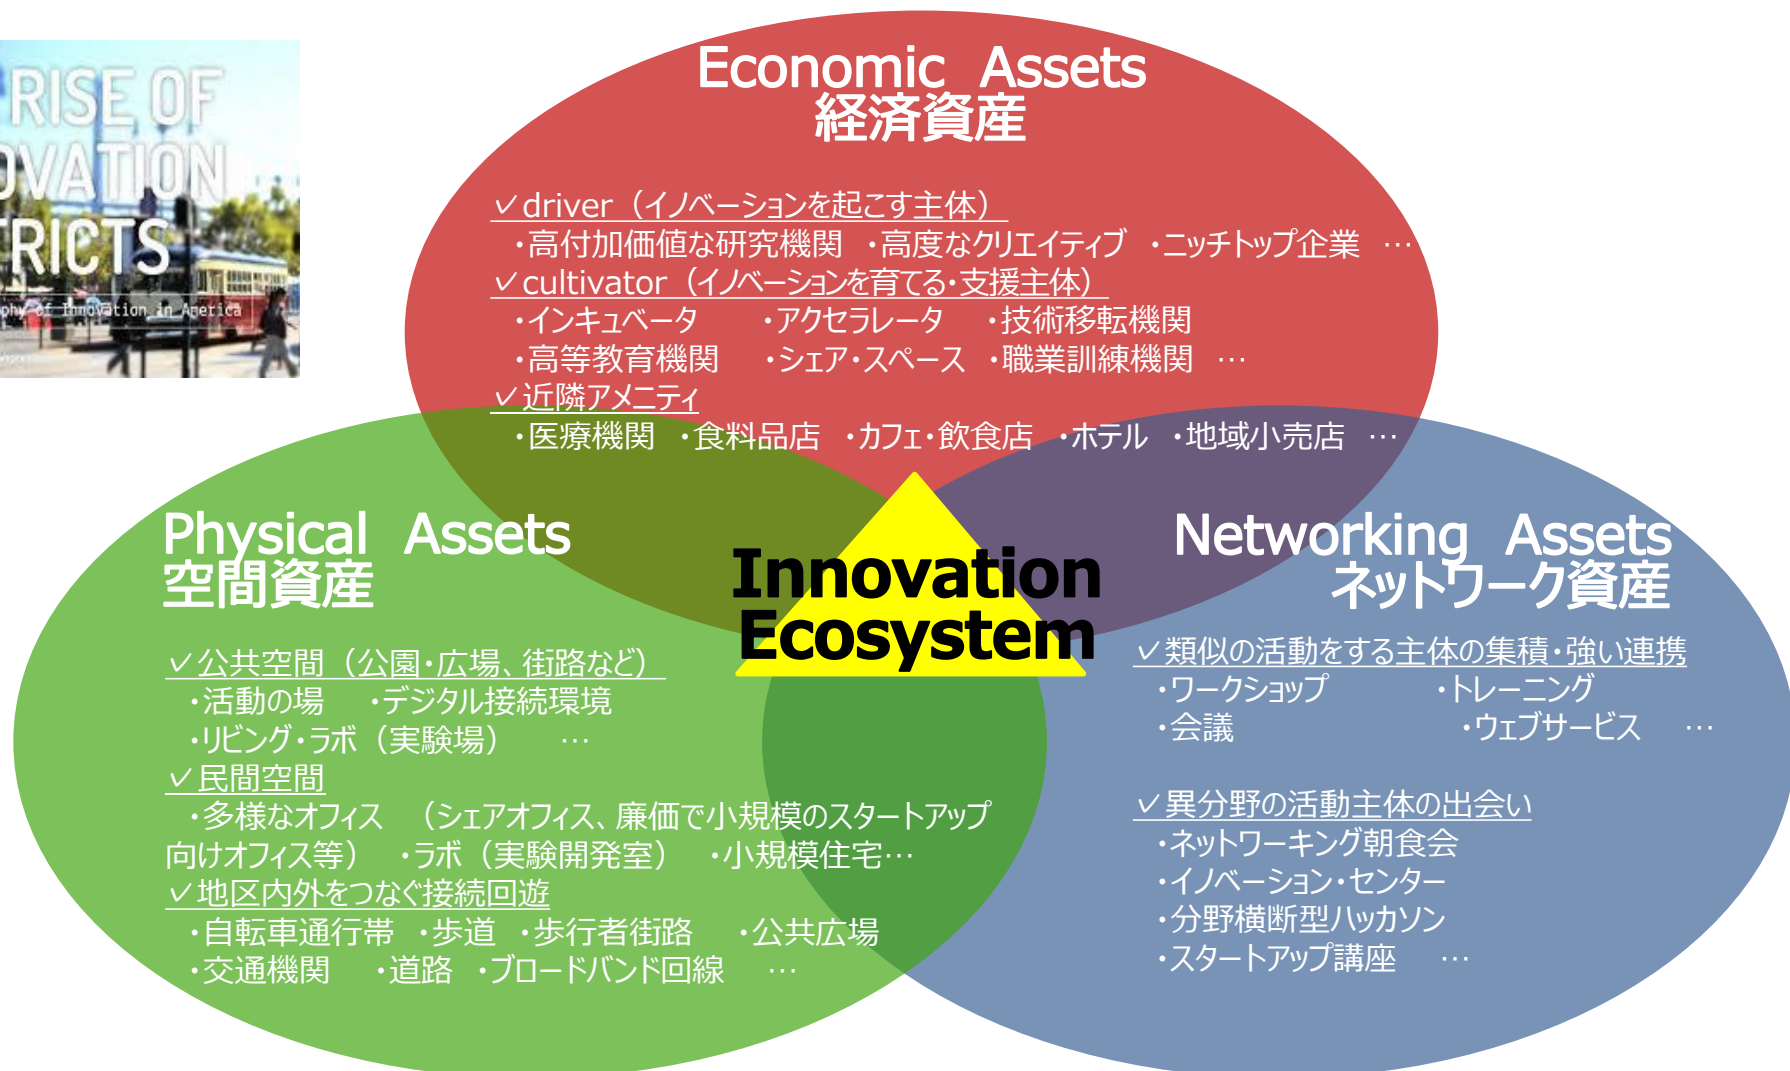 RISE OF
OVATION
TRICTS
phy of Innovation in America
Economic Assets
経済資産
✓driver（イノベーションを起こす主体）
・高付加価値な研究機関 ・高度なクリエイティブ ・ニッチトップ企業 …
✓cultivator（イノベーションを育てる・支援主体）
・インキュベータ ・アクセラレータ ・技術移転機関
・高等教育機関 ・シェア・スペース ・職業訓練機関 …
✓近隣アメニティ
・医療機関 ・食料品店 ・カフェ・飲食店 ・ホテル ・地域小売店 …
Physical Assets
空間資産
✓公共空間（公園・広場、街路など）
・活動の場 ・デジタル接続環境
・リビング・ラボ（実験場） …
✓民間空間
・多様なオフィス （シェアオフィス、廉価で小規模のスタートアップ
向けオフィス等） ・ラボ（実験開発室） ・小規模住宅…
✓地区内外をつなぐ接続回遊
・自転車通行帯 ・歩道 ・歩行者街路 ・公共広場
・交通機関 ・道路 ・ブロードバンド回線 …
Innovation
Ecosystem
Networking Assets
ネットワーク資産
✓類似の活動をする主体の集積・強い連携
・ワークショップ ・トレーニング
・会議 ・ウェブサービス …
✓異分野の活動主体の出会い
・ネットワーキング朝食会
・イノベーション・センター
・分野横断型ハッカソン
・スタートアップ講座 …